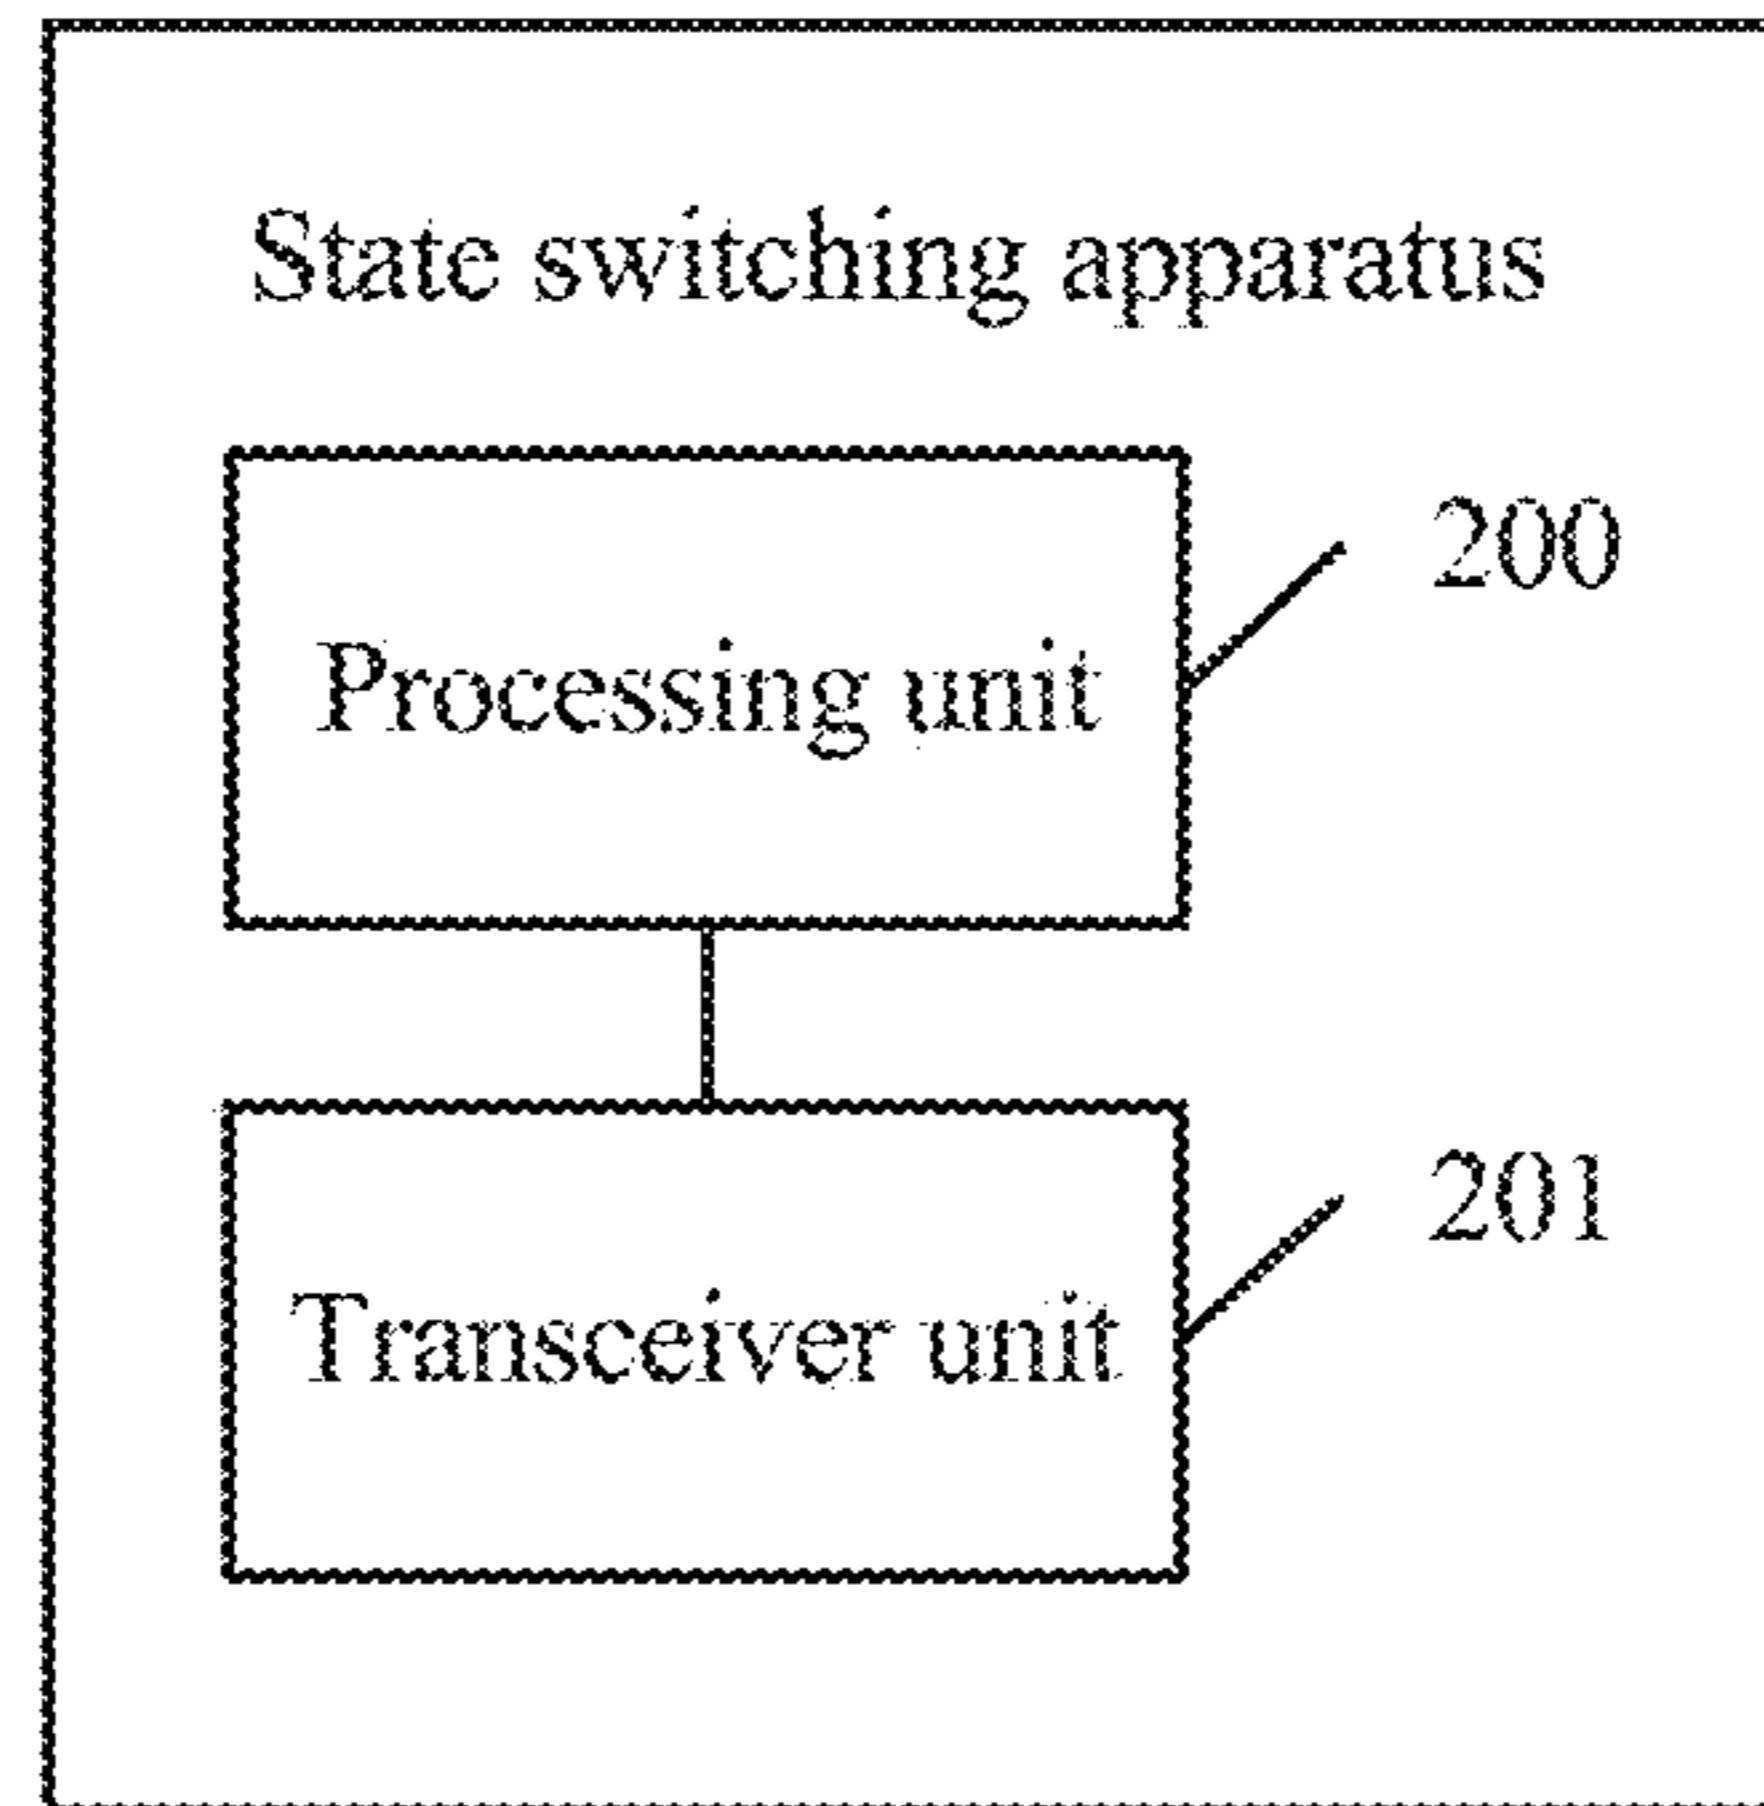 State switching apparatus
200
Processing unit
201
Transceiver unit